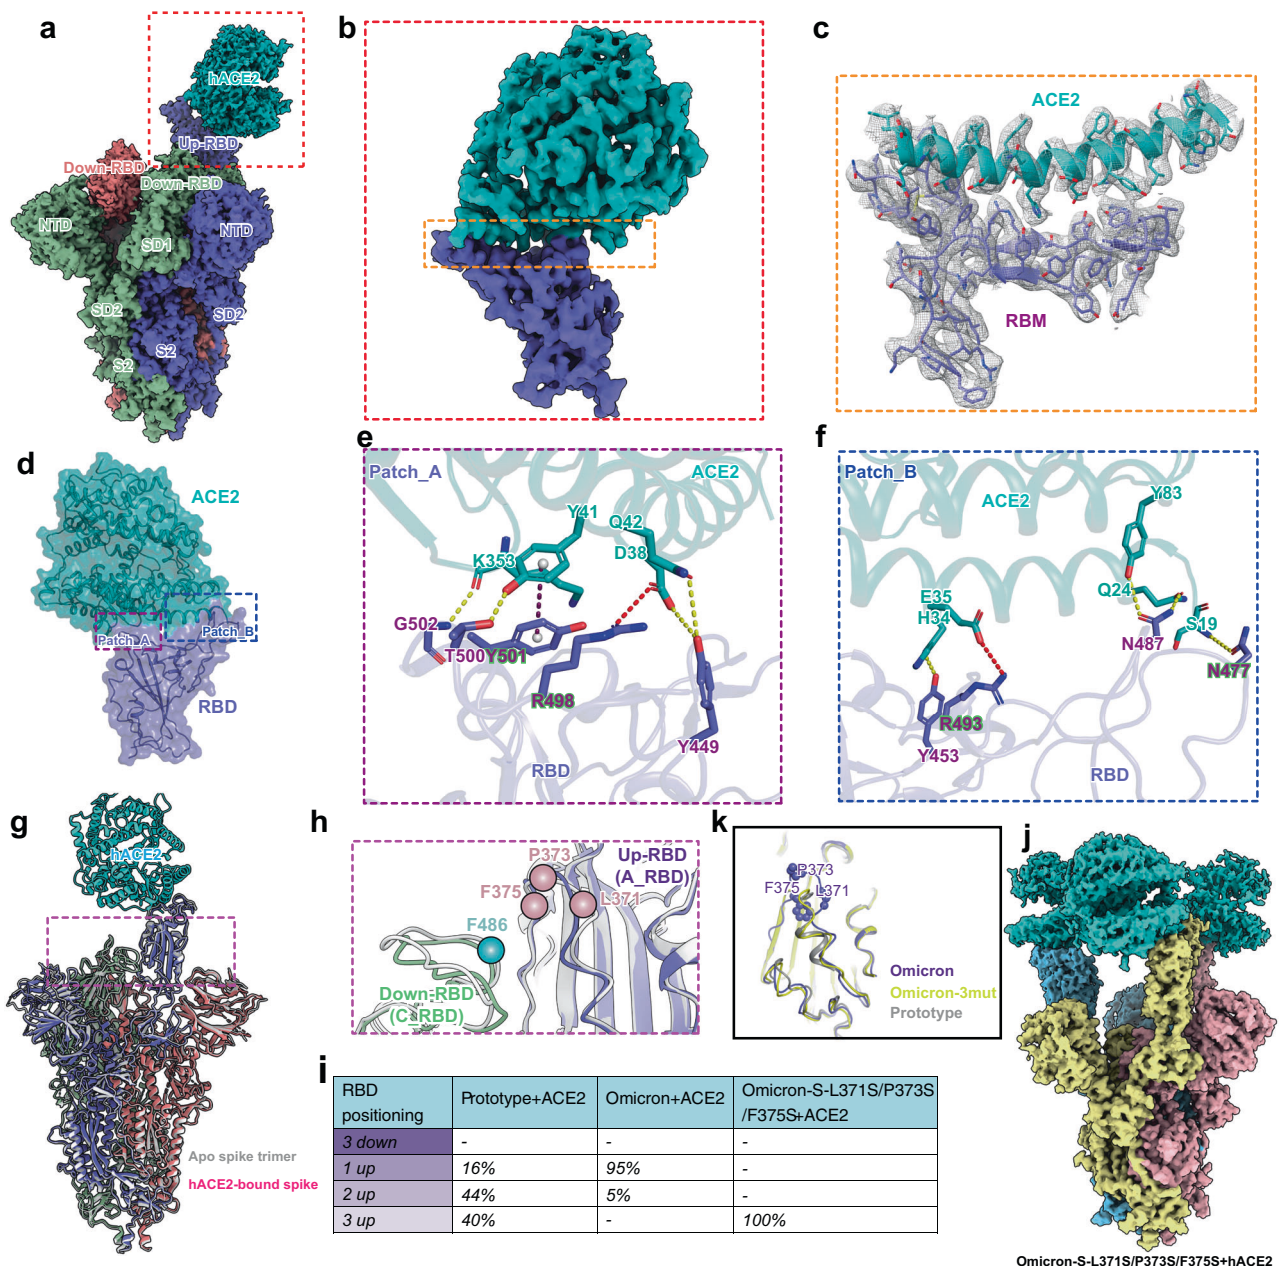 a
hACE2
Up-RBD
Down-RBD
Down-RBD
NTD
NTD
SD1
SD2
SD2
S2
S2
b
c
ACE2
RBM
d
ACE2
Patch_A
Patch_B
RBD
e
Patch_A
ACE2
Y41
Q42
D38
K353
G502
T500
Y501
R498
Y449
RBD
f
Patch_B
ACE2
Y83
Q24
E35
H34
S19
N487
N477
R493
Y453
RBD
g
hACE2
Apo spike trimer
hACE2-bound spike
h
P373
Up-RBD
(A_RBD)
F375
L371
F486
Down-RBD
(C_RBD)
k
P373
F375
L371
Omicron
Omicron-3mut
Prototype
j
Omicron-S-L371S/P373S/F375S+hACE2
i
RBD positioning Prototype+ACE2 Omicron+ACE2 Omicron-S-L371S/P373S /F375S+ACE2
3 down - - -
1 up 16% 95% -
2 up 44% 5% -
3 up 40% - 100%